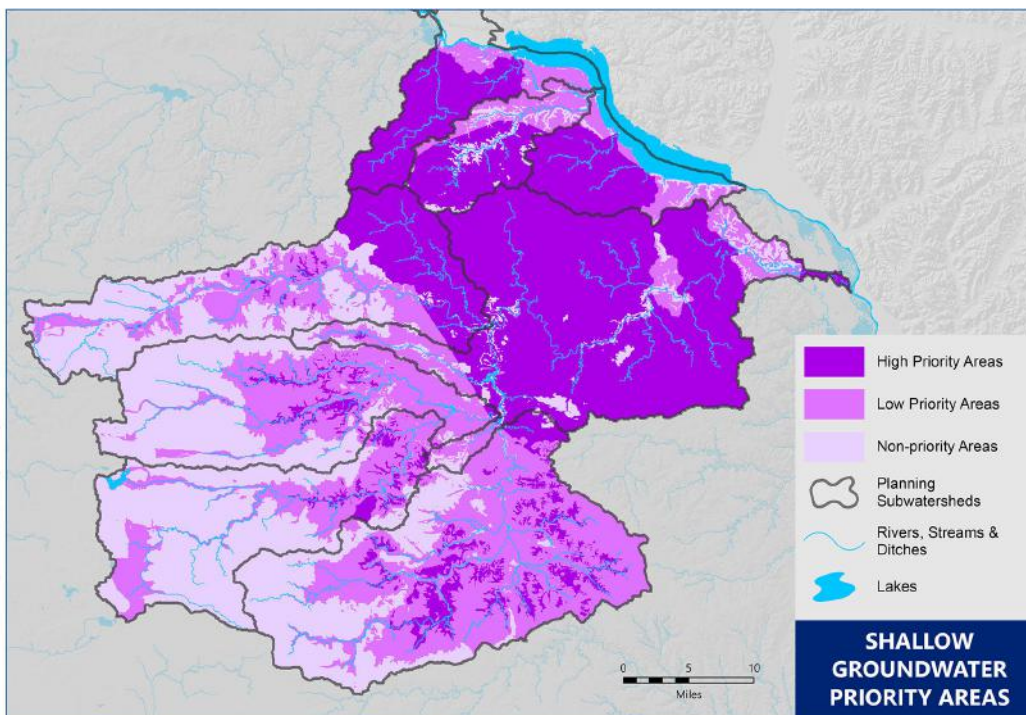 High Priority Areas
Low Priority Areas
Non-priority Areas
Planning
Subwatersheds
Rivers, Streams &
Ditches
Lakes
0 5 10
Miles
SHALLOW
GROUNDWATER
PRIORITY AREAS